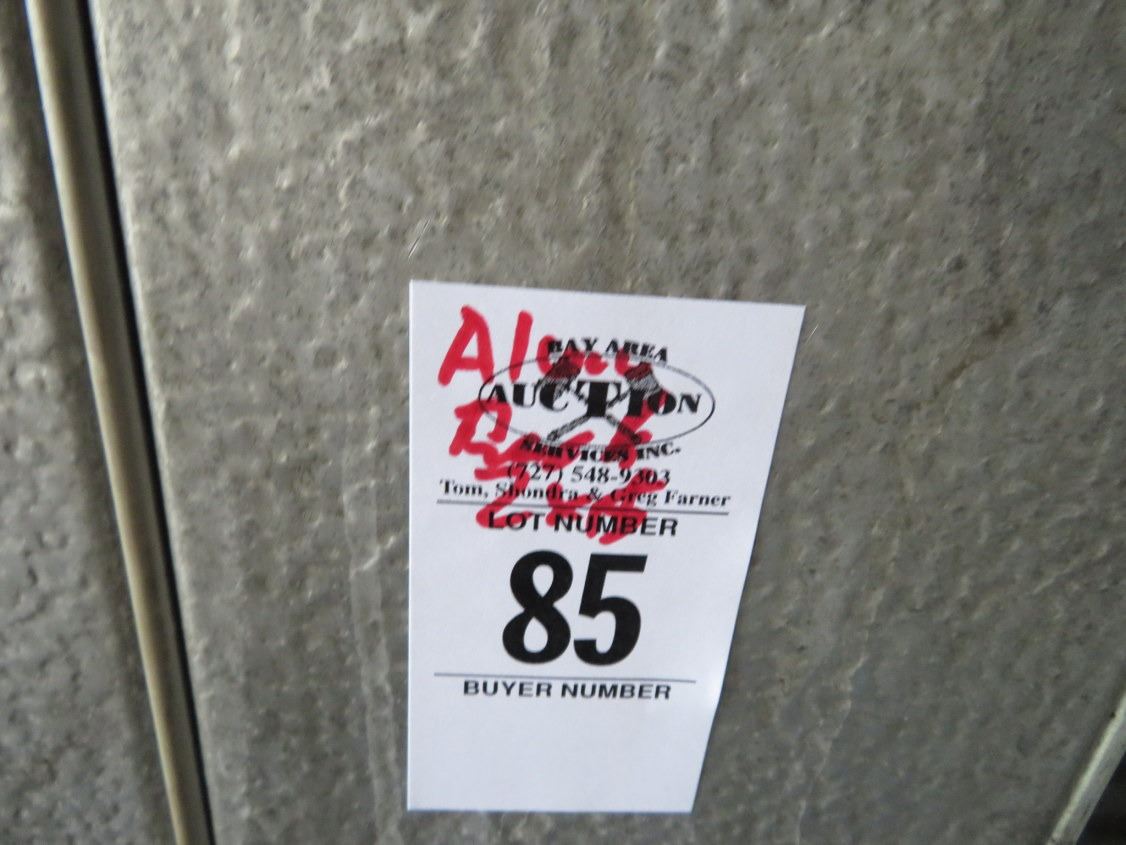 BAY AREA
AUCTION
SERVICES INC.
(727) 548-9303
Tom, Shondra & Greg Farner
LOT NUMBER
85
BUYER NUMBER